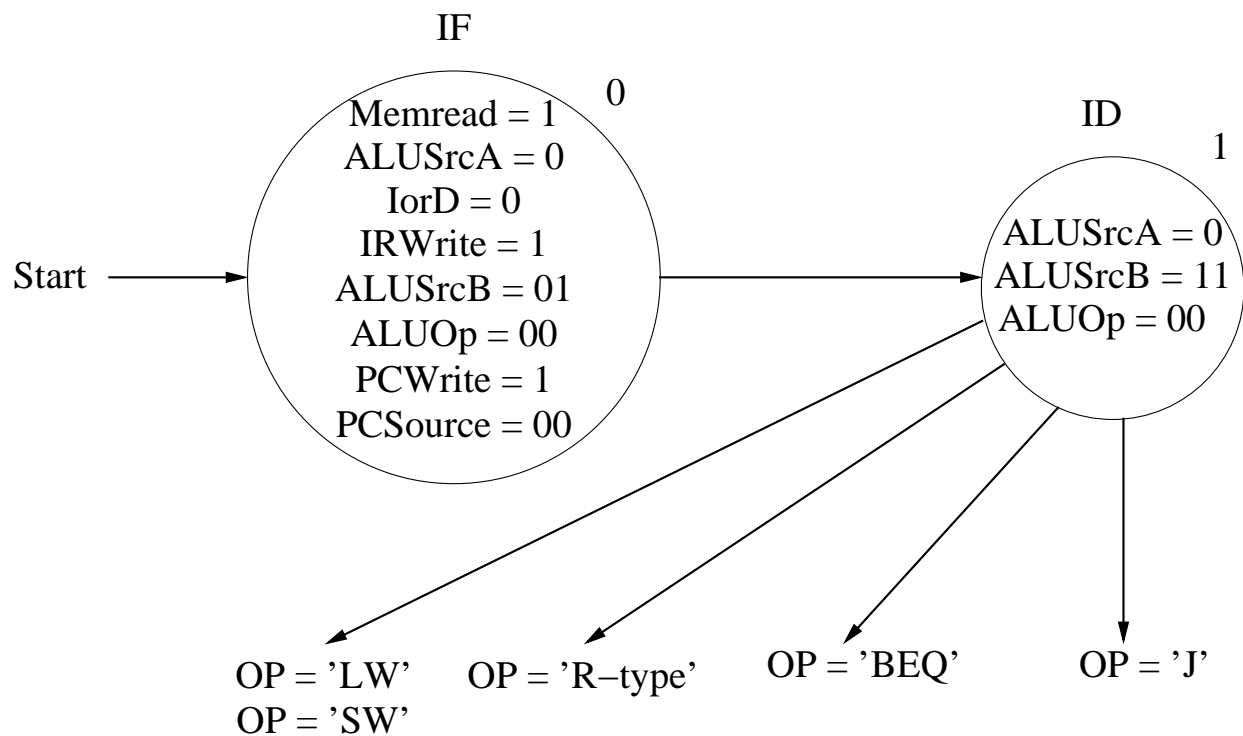 IF
0
Memread = 1
ALUSrcA = 0
IorD = 0
IRWrite = 1
ALUSrcB = 01
ALUOp = 00
PCWrite = 1
PCSource = 00
Start
ID
1
ALUSrcA = 0
ALUSrcB = 11
ALUOp = 00
OP = ’LW’
OP = ’SW’
OP = ’R−type’
OP = ’BEQ’
OP = ’J’